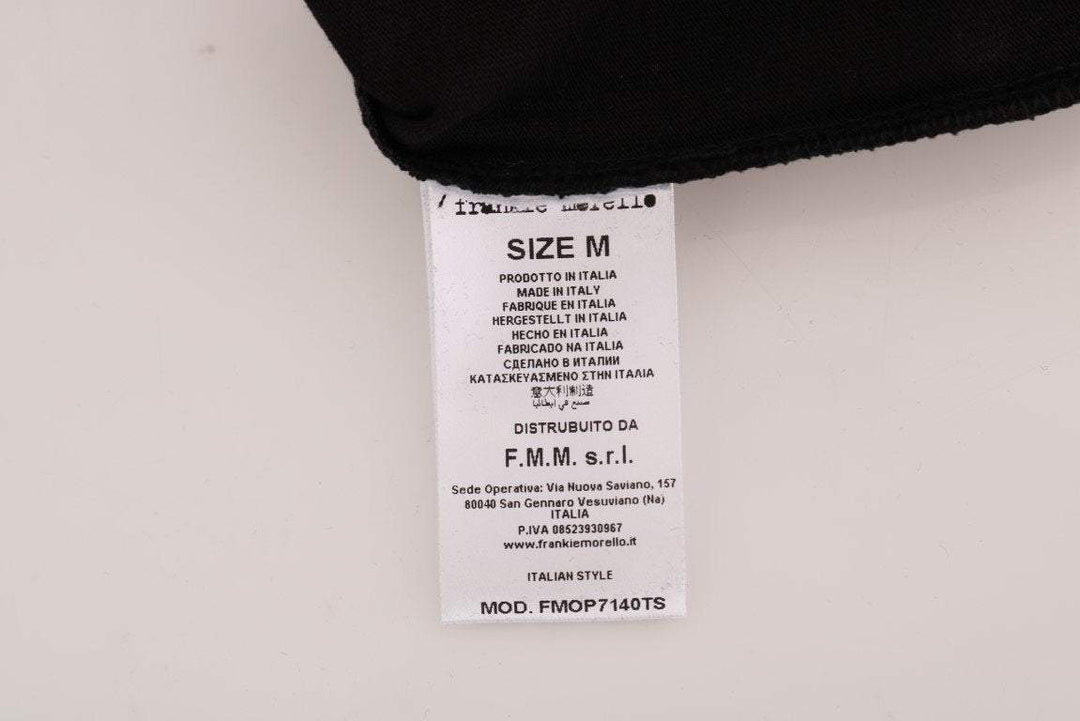 frankie morello
SIZE M
PRODOTTO IN ITALIA
MADE IN ITALY
FABRIQUE EN ITALIA
HERGESTELLT IN ITALIA
HECHO EN ITALIA
FABRICADO NA ITALIA
СДЕЛАНО В ИТАЛИИ
ΚΑΤΑΣΚΕΥΑΣΜΕΝΟ ΣΤΗΝ ΙΤΑΛΙΑ
意大利制造
صنع في ايطاليا
DISTRUBUITO DA
F.M.M. s.r.l.
Sede Operativa: Via Nuova Saviano, 157
80040 San Gennaro Vesuviano (Na)
ITALIA
P.IVA 08523930967
www.frankiemorello.it
ITALIAN STYLE
MOD. FMOP7140TS